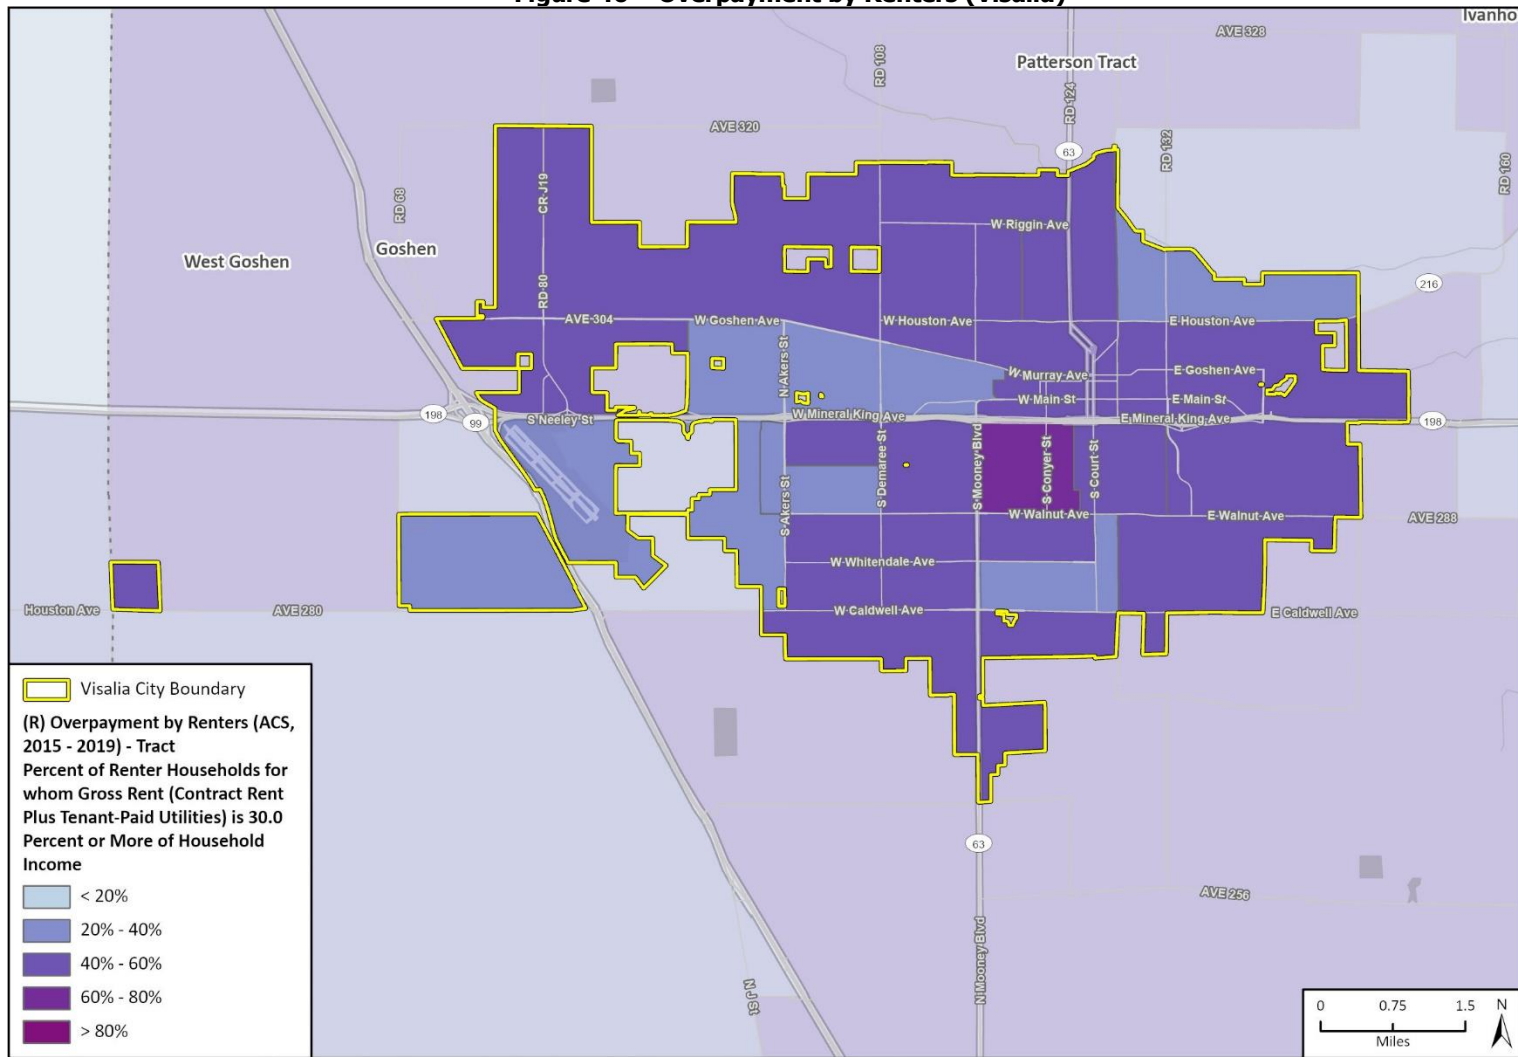 Ivanho
AVE 328
Patterson Tract
RD 108
RD 124
AVE 320
63
RD 132
RD 160
CR J19
RD 68
W Riggin Ave
Goshen
West Goshen
216
RD 80
AVE 304
W Goshen Ave
W Houston Ave
E Houston Ave
N Akers St
W Murray Ave
E Goshen Ave
W Main St
E Main St
198
99
S Neeley St
W Mineral King Ave
E Mineral King Ave
198
S Akers St
S Demaree St
S Mooney Blvd
S Conyer St
S Court St
W Walnut Ave
E Walnut Ave
AVE 288
W Whitendale Ave
Houston Ave
AVE 280
W Caldwell Ave
E Caldwell Ave
63
AVE 256
N Mooney Blvd
N J St
Visalia City Boundary
(R) Overpayment by Renters (ACS,
2015 - 2019) - Tract
Percent of Renter Households for
whom Gross Rent (Contract Rent
Plus Tenant-Paid Utilities) is 30.0
Percent or More of Household
Income
< 20%
20% - 40%
40% - 60%
60% - 80%
> 80%
0 0.75 1.5 N
Miles